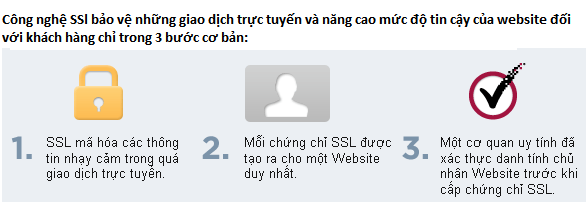 Công nghệ SSl bảo vệ những giao dịch trực tuyến và năng cao mức độ tin cậy của website đối
với khách hàng chỉ trong 3 bước cơ bản:
1. SSL mã hóa các thông
tin nhạy cảm trong quá
giao dịch trực tuyến.
2. Mỗi chứng chỉ SSL được
tạo ra cho một Website
duy nhất.
3. Một cơ quan uy tính đã
xác thực danh tính chủ
nhân Website trước khi
cấp chứng chỉ SSL.